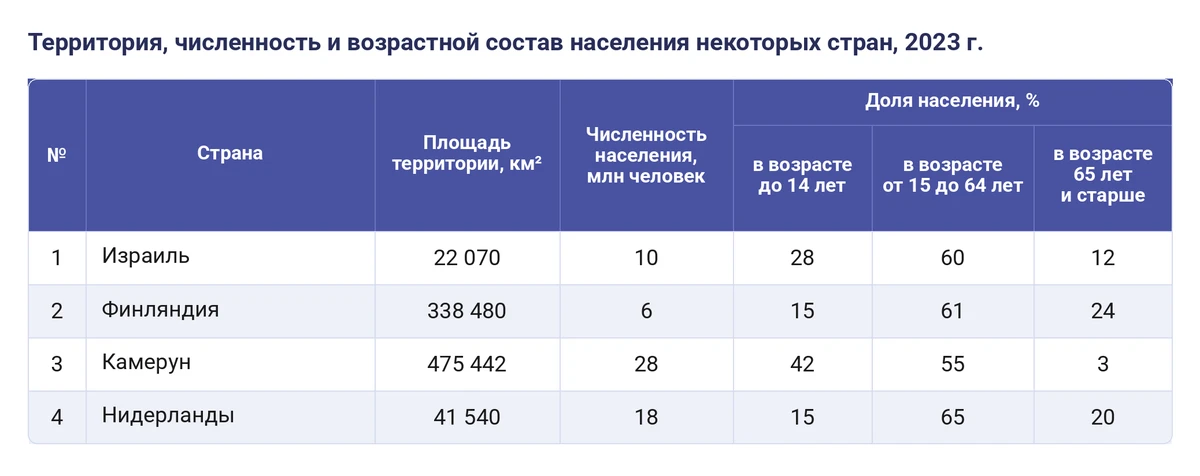 Территория, численность и возрастной состав населения некоторых стран, 2023 г.
№
Страна
Площадь
территории, км²
Численность
населения,
млн человек
Доля населения, %
в возрасте
до 14 лет
в возрасте
от 15 до 64 лет
в возрасте
65 лет
и старше
1 Израиль 22 070 10 28 60 12
2 Финляндия 338 480 6 15 61 24
3 Камерун 475 442 28 42 55 3
4 Нидерланды 41 540 18 15 65 20